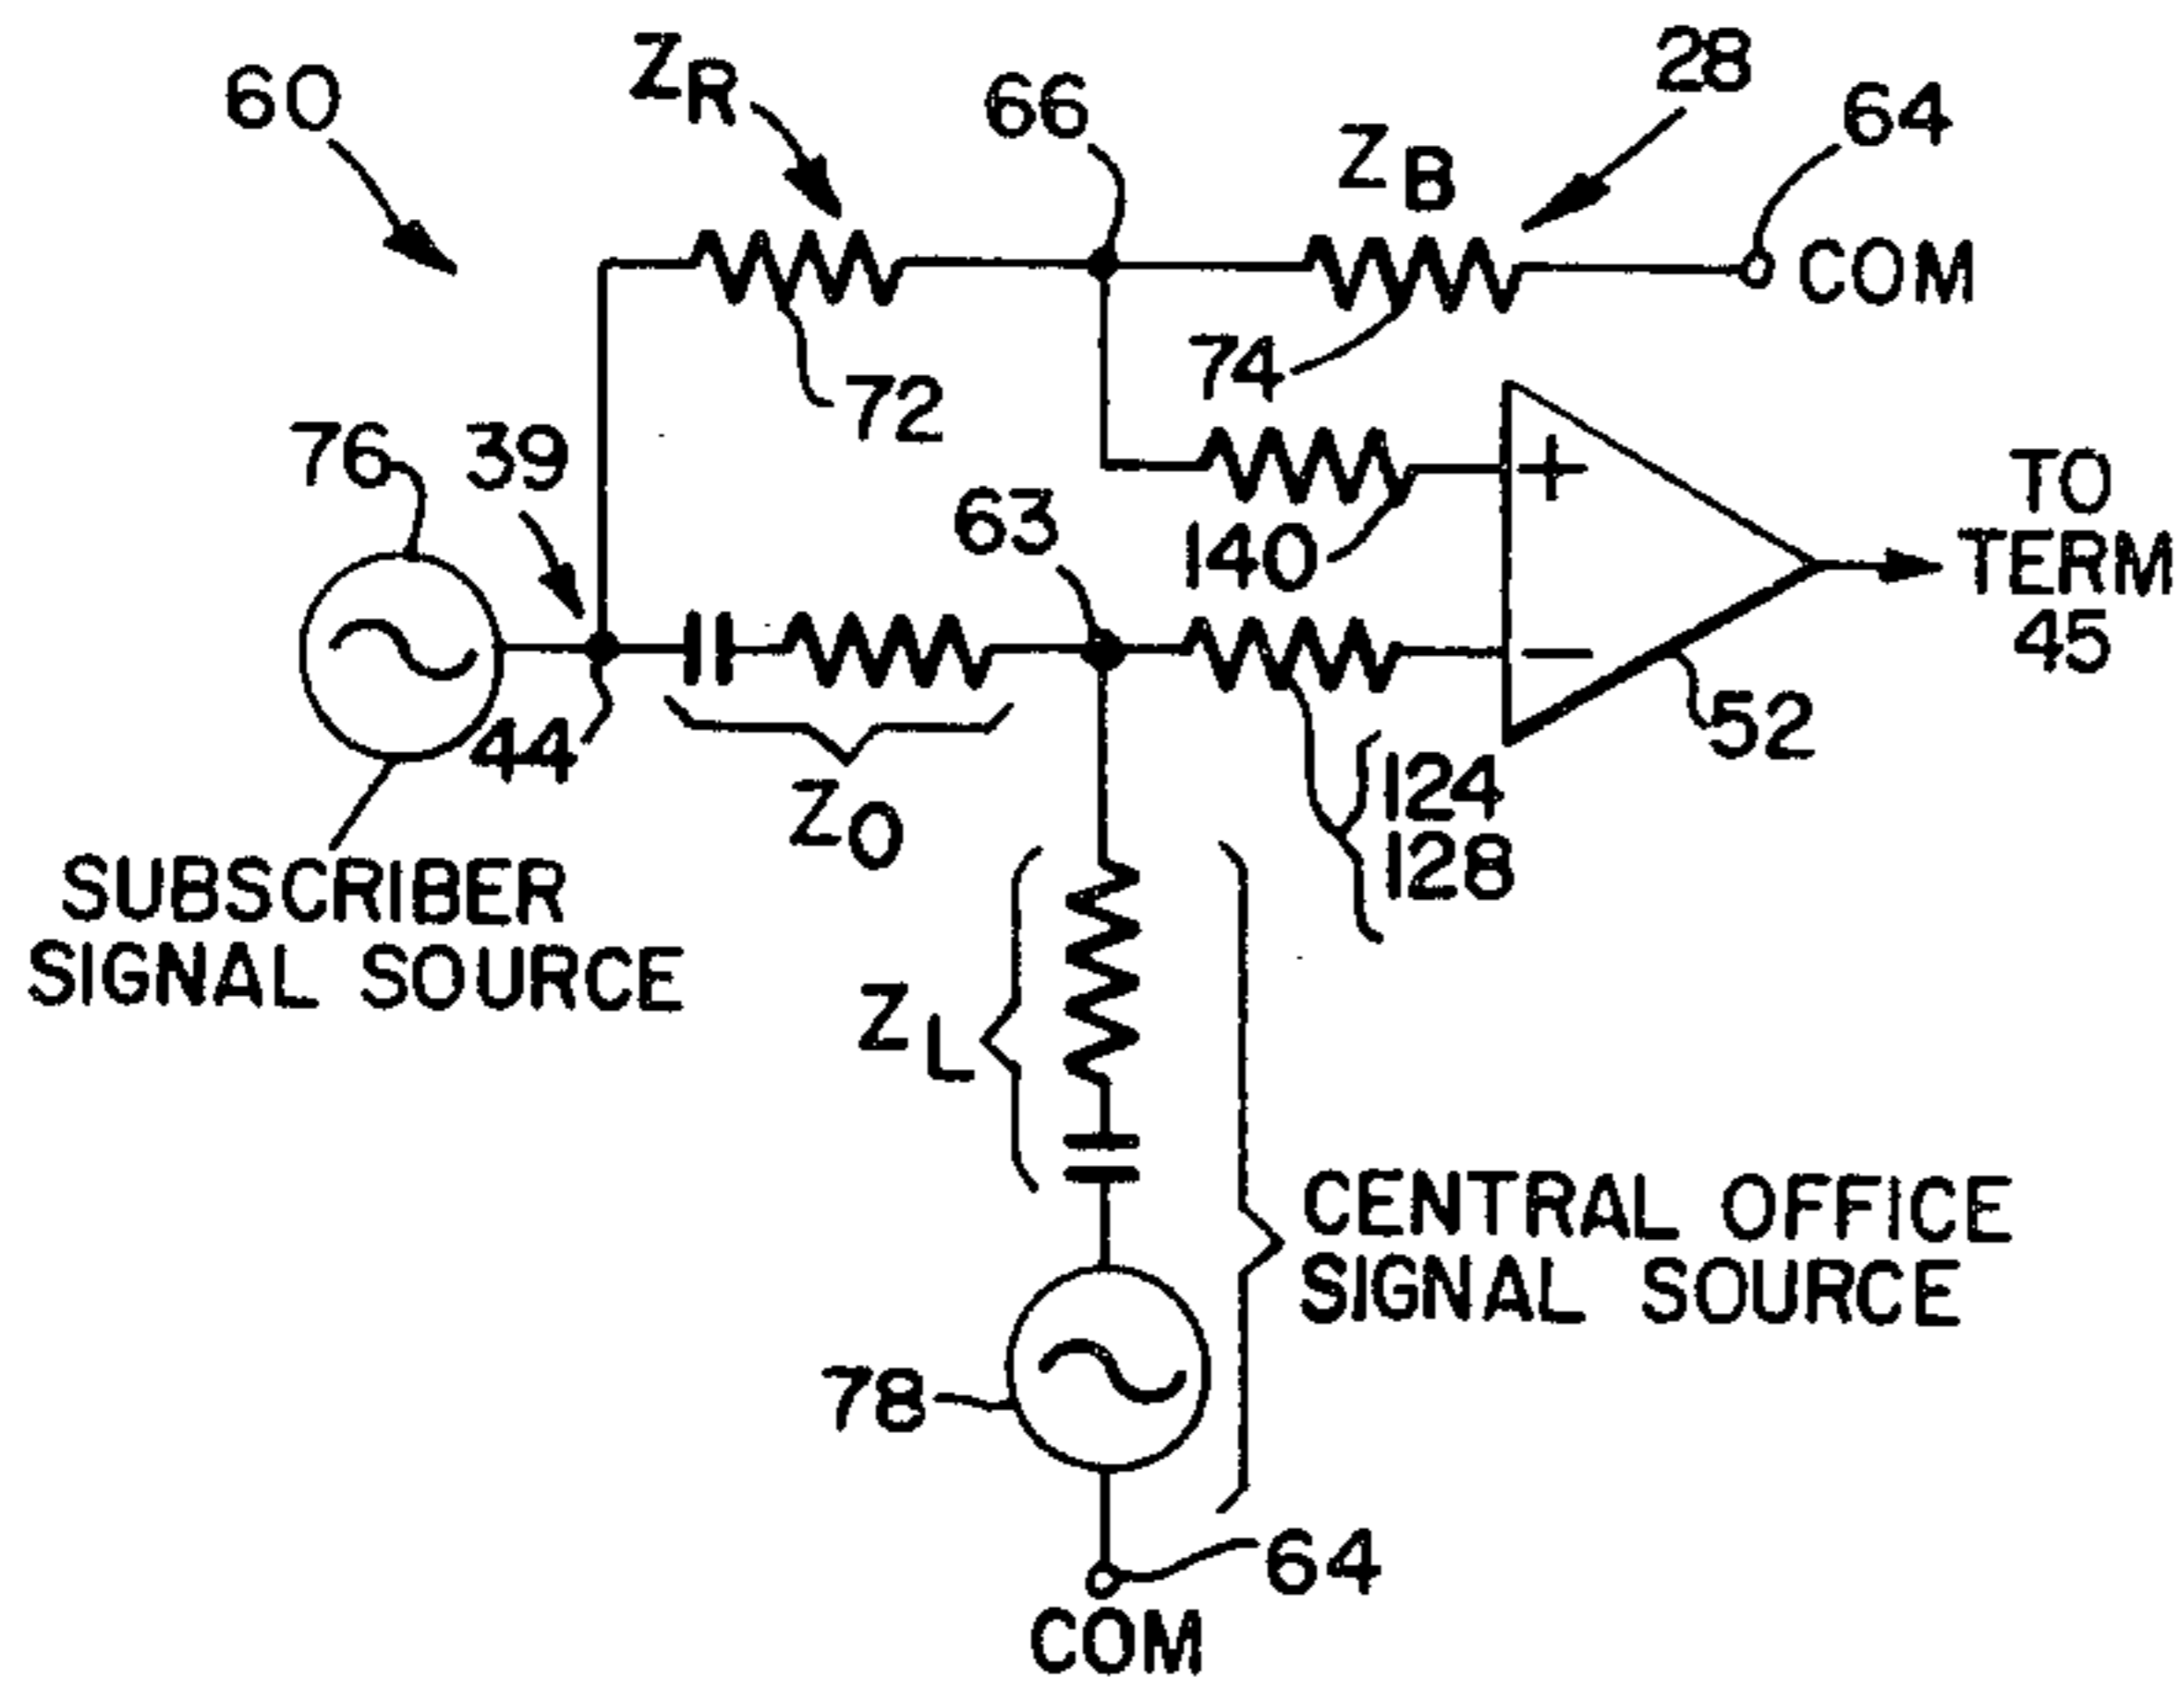 60
ZR
66
28
64
ZB
COM
74
72
76
39
63
140
TO
TERM
45
44
ZO
52
124
128
SUBSCRIBER
SIGNAL SOURCE
ZL
CENTRAL OFFICE
SIGNAL SOURCE
78
64
COM